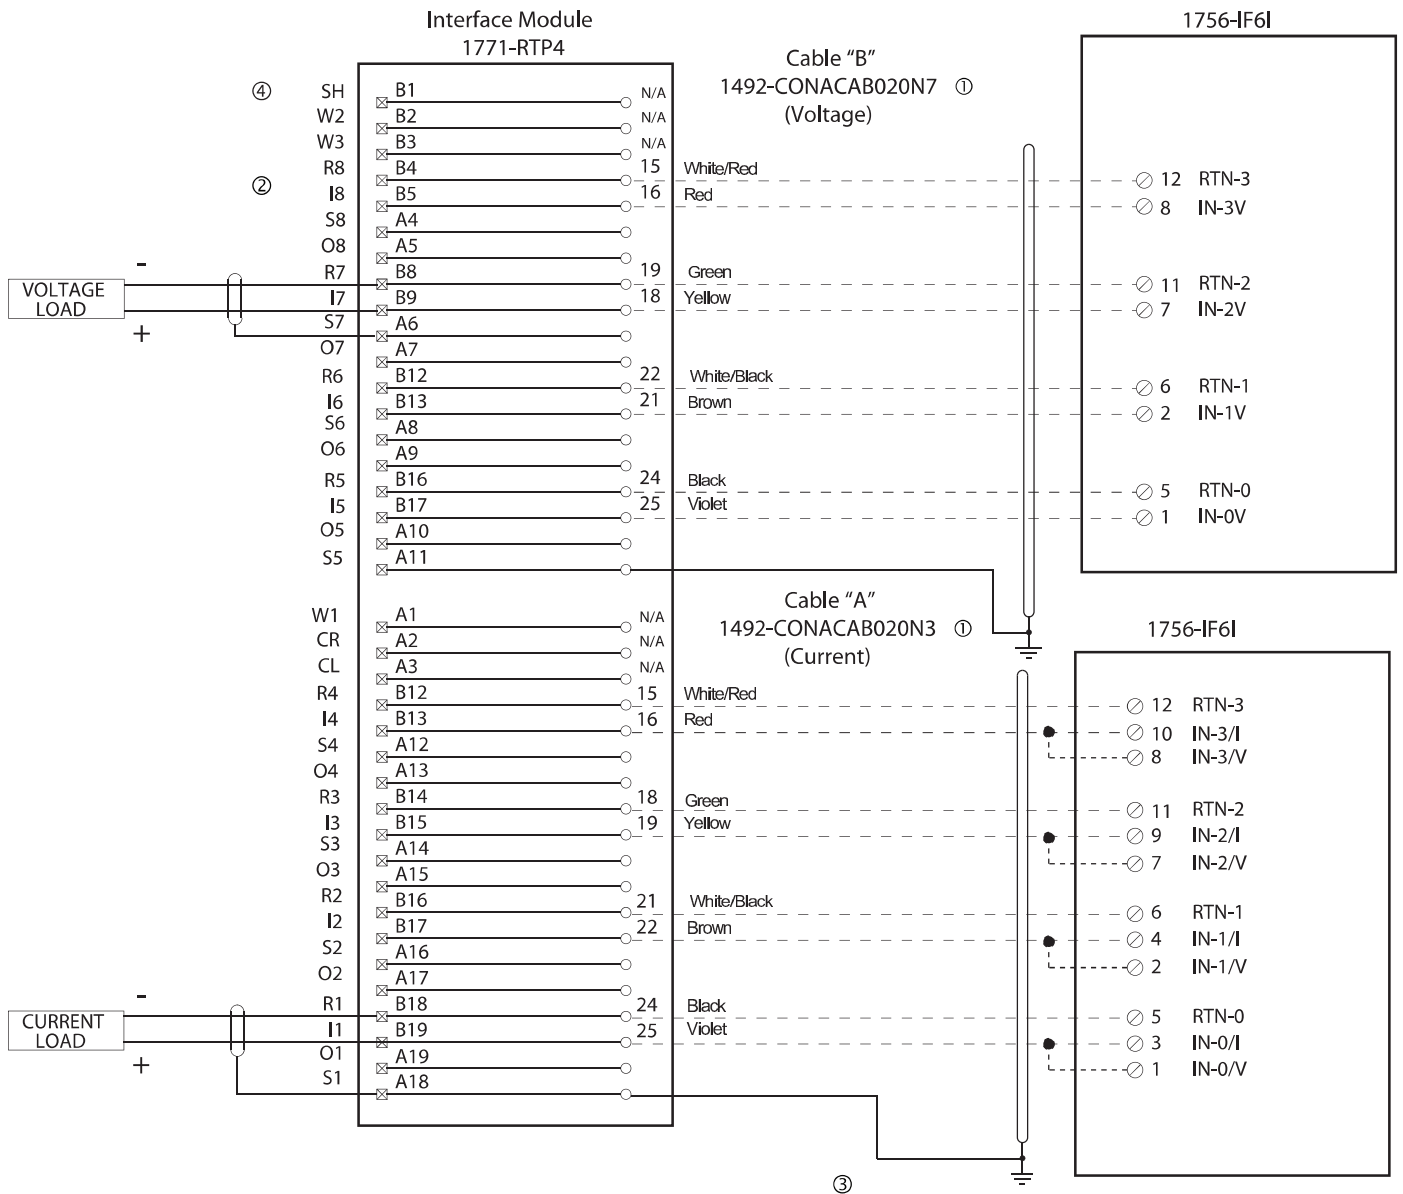 Interface Module
1771-RTP4
1756-IF6I
Cable “B”
1492-CONACAB020N7 ①
(Voltage)
④ SH B1 N/A
W2 B2 N/A
W3 B3 N/A
R8 B4 15 White/Red 12 RTN-3
②
I8 B5 16 Red 8 IN-3V
S8 A4
O8 A5
-
R7 B8 19 Green 11 RTN-2
VOLTAGE
LOAD
I7 B9 18 Yellow 7 IN-2V
+
S7 A6
O7 A7
R6 B12 22 White/Black 6 RTN-1
I6 B13 21 Brown 2 IN-1V
S6 A8
O6 A9
R5 B16 24 Black 5 RTN-0
I5 B17 25 Violet 1 IN-0V
O5 A10
S5 A11
Cable “A”
1492-CONACAB020N3 ①
(Current)
1756-IF6I
W1 A1 N/A
CR A2 N/A
CL A3 N/A
R4 B12 15 White/Red 12 RTN-3
I4 B13 16 Red 10 IN-3/I
8 IN-3/V
S4 A12
O4 A13
R3 B14 18 Green 11 RTN-2
I3 B15 19 Yellow 9 IN-2/I
7 IN-2/V
S3 A14
O3 A15
R2 B16 21 White/Black 6 RTN-1
I2 B17 22 Brown 4 IN-1/I
2 IN-1/V
S2 A16
O2 A17
-
R1 B18 24 Black 5 RTN-0
CURRENT
LOAD
I1 B19 25 Violet 3 IN-0/I
+
1 IN-0/V
O1 A19
S1 A18
③